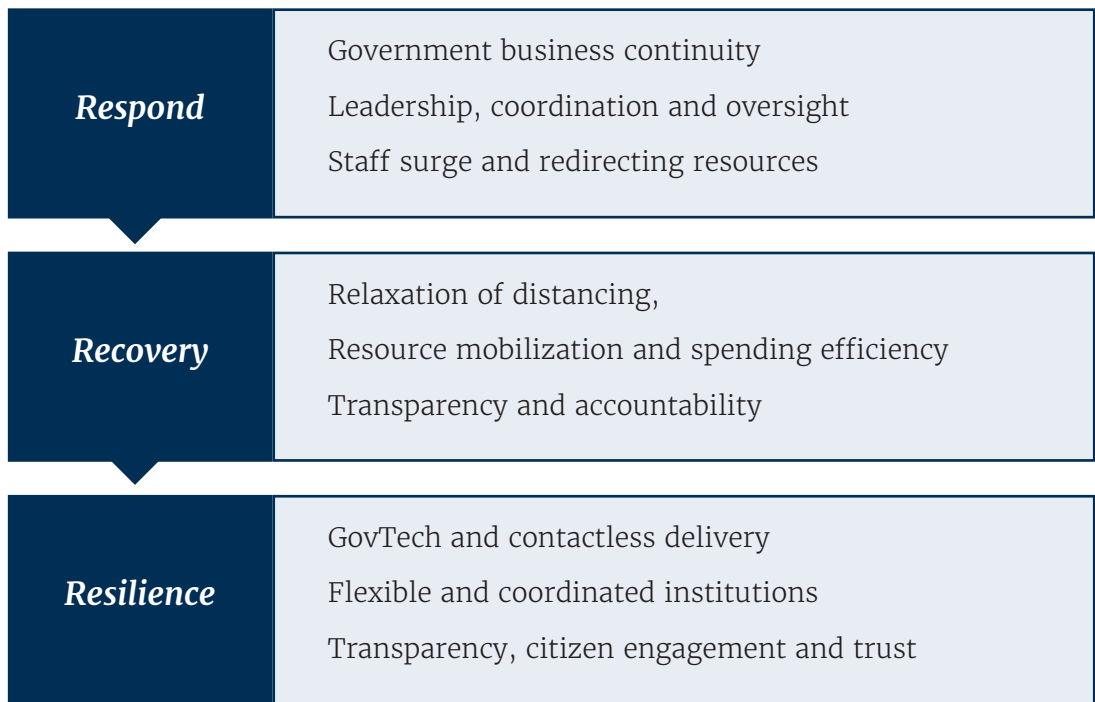 Respond
Government business continuity
Leadership, coordination and oversight
Staff surge and redirecting resources
Recovery
Relaxation of distancing,
Resource mobilization and spending efficiency
Transparency and accountability
Resilience
GovTech and contactless delivery
Flexible and coordinated institutions
Transparency, citizen engagement and trust